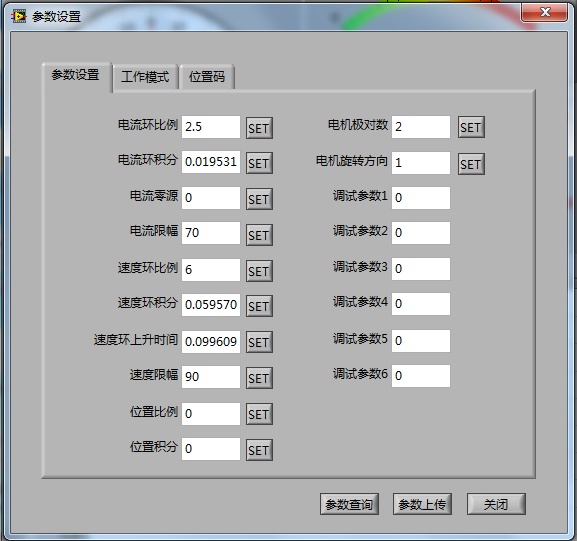 参数设置
参数设置 工作模式 位置码
电流环比例 2.5 SET 电机极对数 2 SET
电流环积分 0.019531 SET 电机旋转方向 1 SET
电流零源 0 SET 调试参数1 0
电流限幅 70 SET 调试参数2 0
速度环比例 6 SET 调试参数3 0
速度环积分 0.059570 SET 调试参数4 0
速度环上升时间 0.099609 SET 调试参数5 0
速度限幅 90 SET 调试参数6 0
位置比例 0 SET
位置积分 0 SET
参数查询 参数上传 关闭